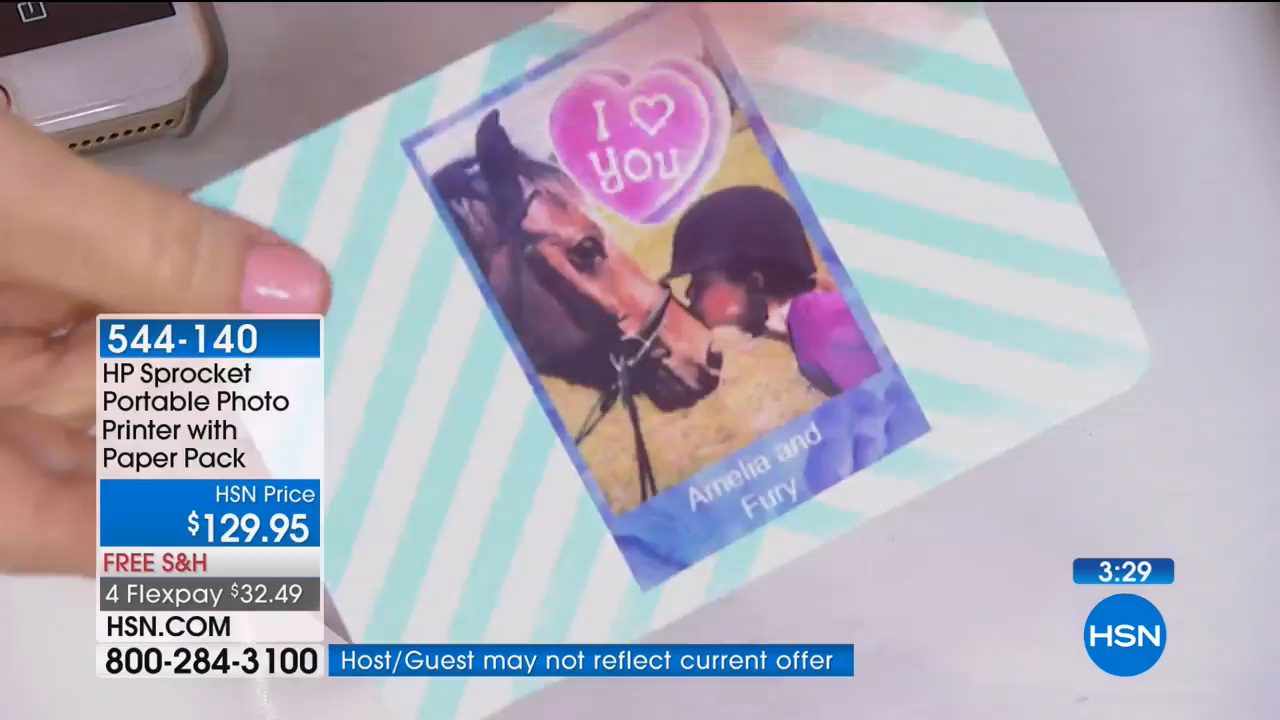 I ♡
you
Amelia and
Fury
544-140
HP Sprocket
Portable Photo
Printer with
Paper Pack
HSN Price
$129.95
FREE S&H
4 Flexpay $32.49
HSN.COM
800-284-3100
Host/Guest may not reflect current offer
3:29
HSN